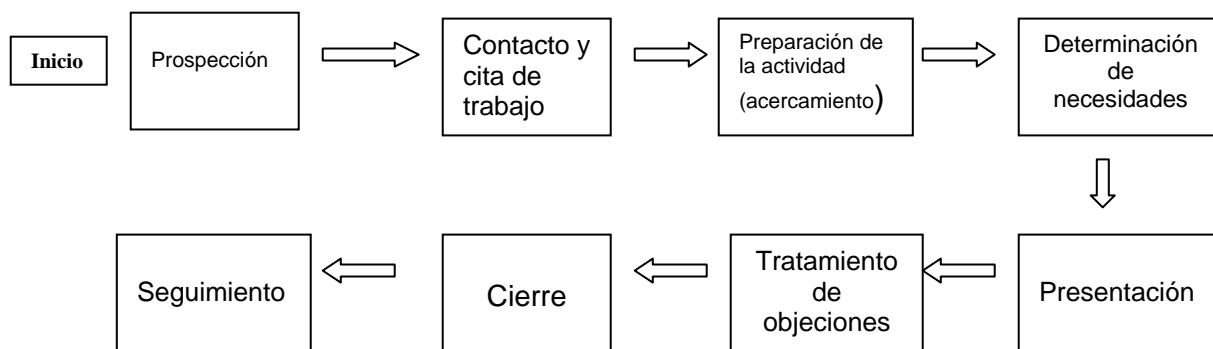 Inicio
Prospección
Contacto y
cita de
trabajo
Preparación de
la actividad
(acercamiento)
Determinación
de
necesidades
Seguimiento
Cierre
Tratamiento
de
objeciones
Presentación